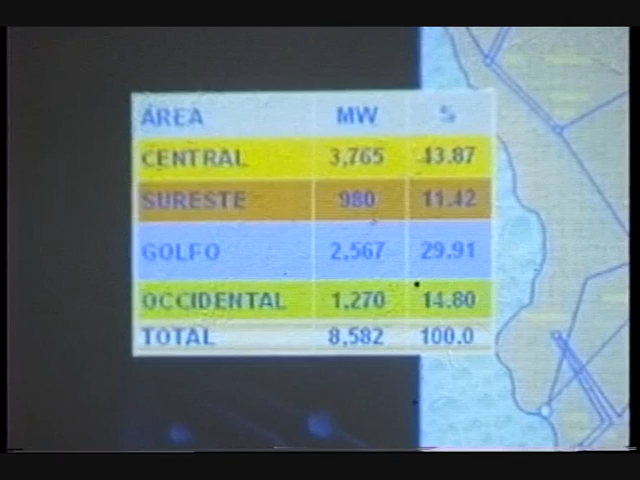 ÁREA MW %
CENTRAL 3,765 43.87
SURESTE 980 11.42
GOLFO 2,567 29.91
OCCIDENTAL 1,270 14.80
TOTAL 8,582 100.0